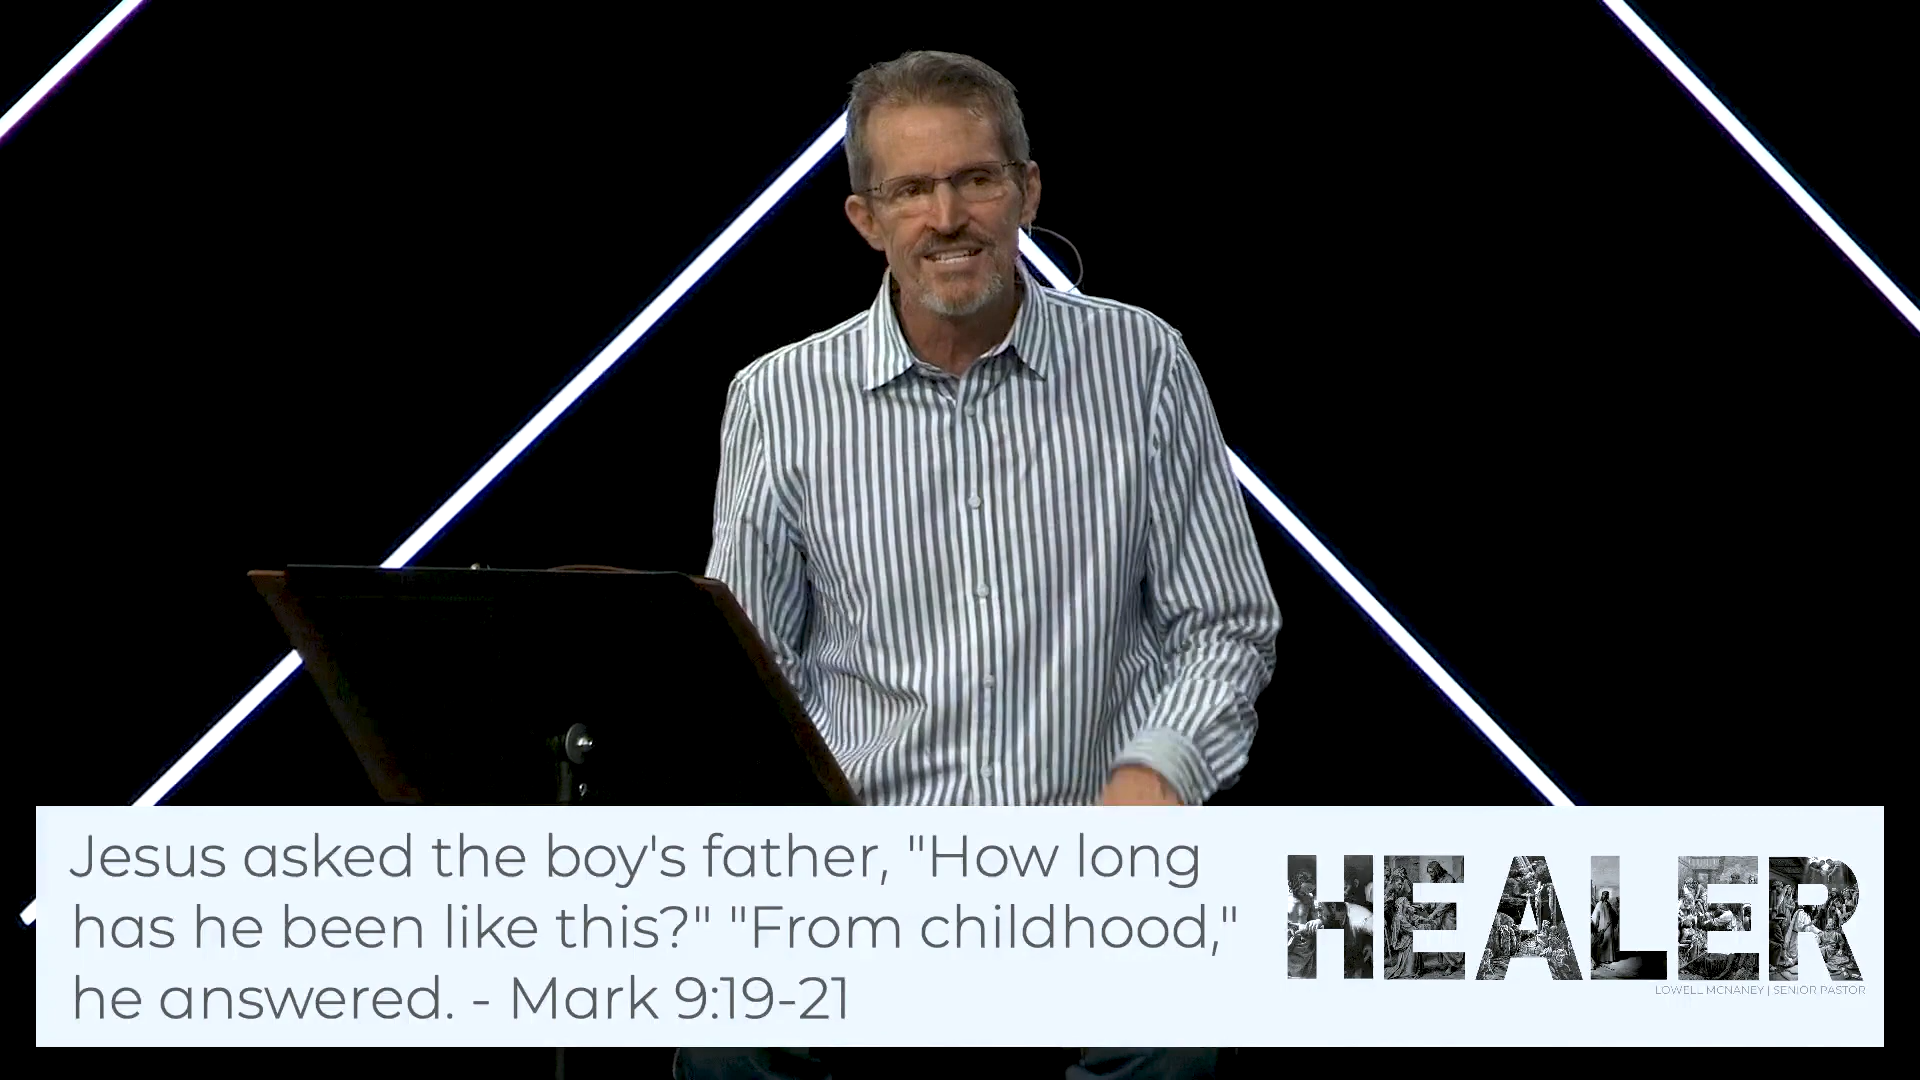 Jesus asked the boy's father, "How long
has he been like this?" "From childhood,"
he answered. - Mark 9:19-21
HEALER
LOWELL MCNANEY | SENIOR PASTOR